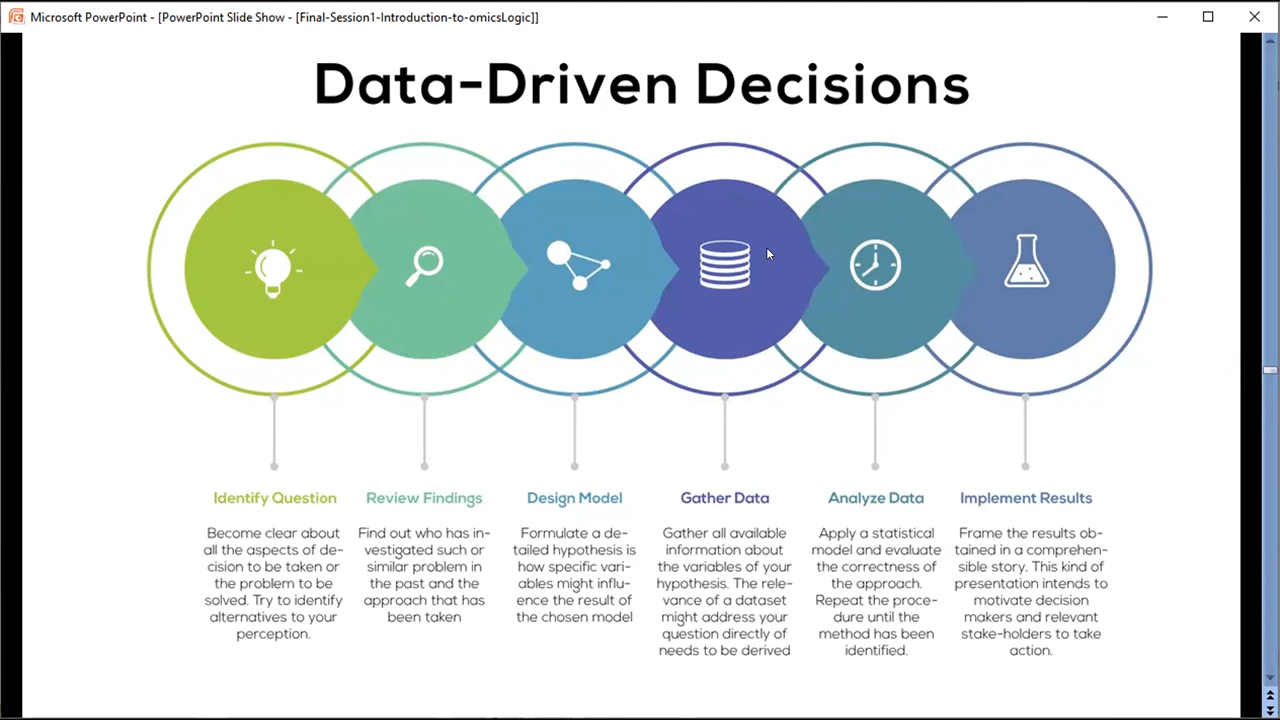 Microsoft PowerPoint - [PowerPoint Slide Show - [Final-Session1-Introduction-to-omicsLogic]]
Data-Driven Decisions
Identify Question
Become clear about
all the aspects of de-
cision to be taken or
the problem to be
solved. Try to identify
alternatives to your
perception.
Review Findings
Find out who has in-
vestigated such or
similar problem in
the past and the
approach that has
been taken
Design Model
Formulate a de-
tailed hypothesis is
how specific vari-
ables might influ-
ence the result of
the chosen model
Gather Data
Gather all available
information about
the variables of your
hypothesis. The rele-
vance of a dataset
might address your
question directly of
needs to be derived
Analyze Data
Apply a statistical
model and evaluate
the correctness of
the approach.
Repeat the proce-
dure until the
method has been
identified.
Implement Results
Frame the results ob-
tained in a comprehen-
sible story. This kind of
presentation intends to
motivate decision
makers and relevant
stake-holders to take
action.